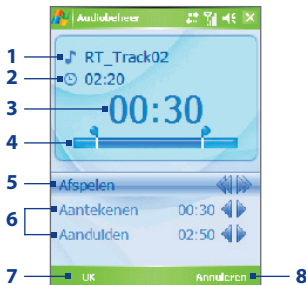 Audiobeheer
1 RT_Track02
2 02:20
3 00:30
4
5 Afspelen
6 Aantekenen 00:30
Aanduiden 02:50
7 UK Annuleren 8